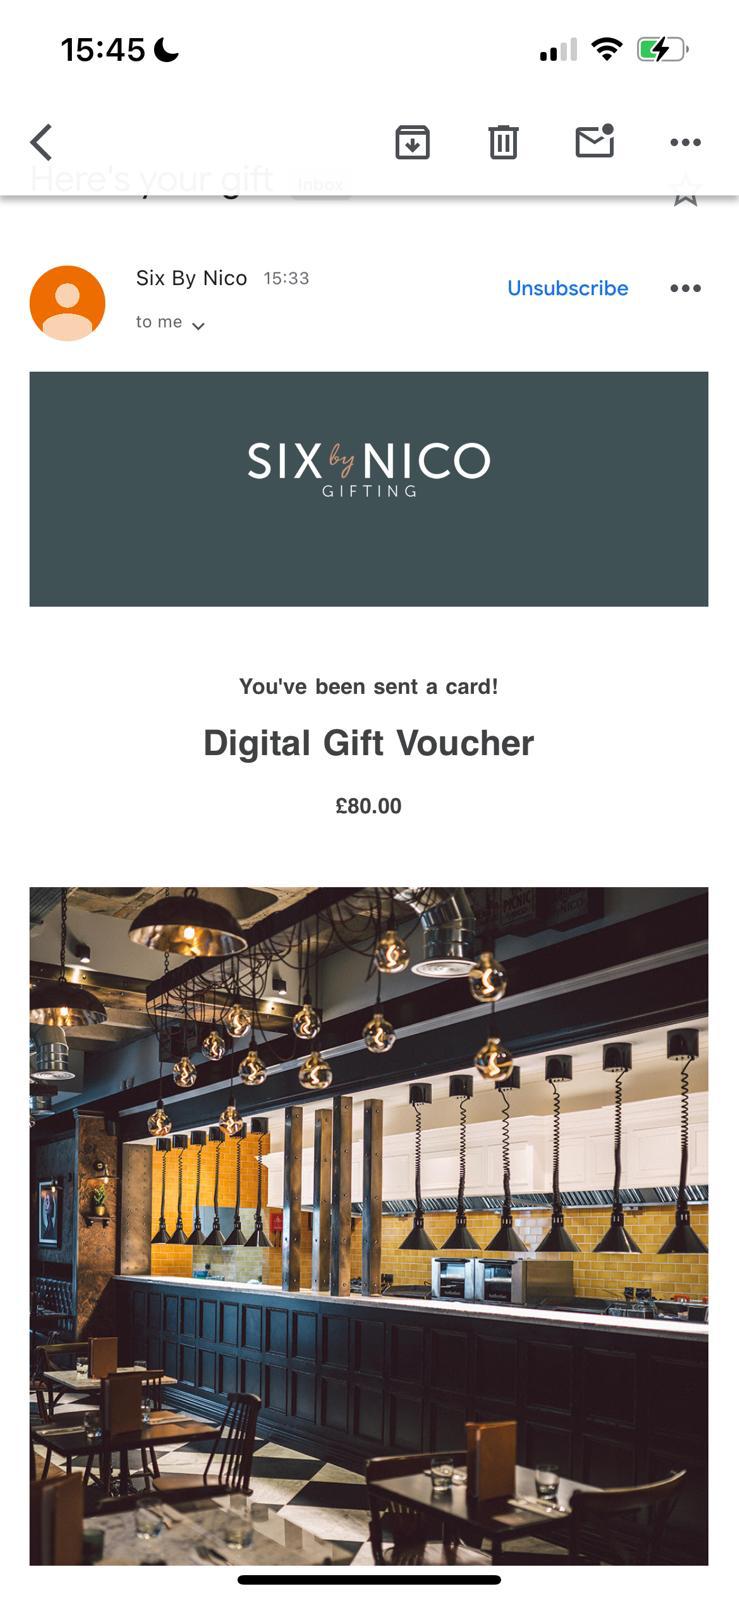 15:45
Here's your gift Inbox
Six By Nico 15:33
Unsubscribe
to me
SIX by NICO
GIFTING
You've been sent a card!
Digital Gift Voucher
£80.00